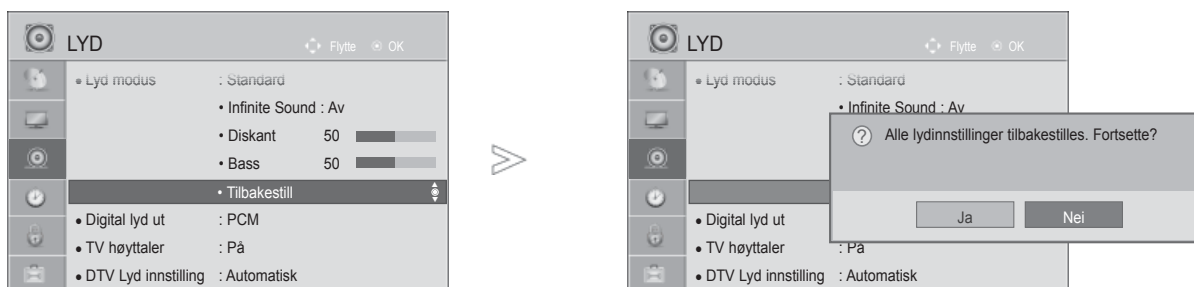 LYD
Flytte
OK
• Lyd modus : Standard
• Infinite Sound : Av
• Diskant 50
• Bass 50
• Tilbakestill
• Digital lyd ut : PCM
• TV høyttaler : På
• DTV Lyd innstilling : Automatisk
LYD
Flytte
OK
• Lyd modus : Standard
• Infinite Sound : Av
? Alle lydinnstillinger tilbakestilles. Fortsette?
Ja
Nei
• Digital lyd ut
• TV høyttaler : På
• DTV Lyd innstilling : Automatisk